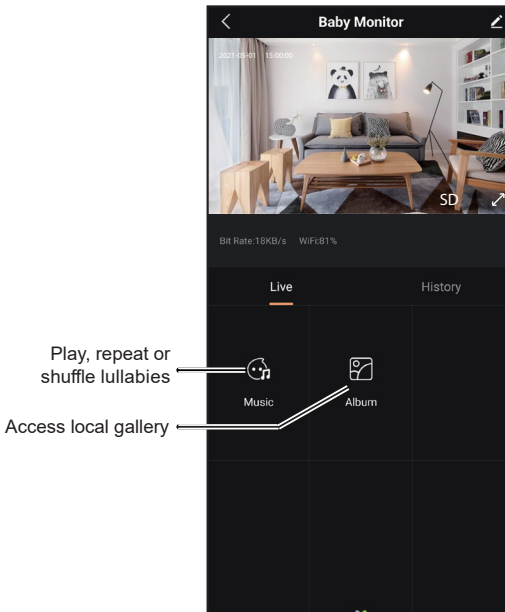 Baby Monitor
2021-05-01 15:00:00
SD
Bit Rate:18KB/s WiFi:81%
Live History
Play, repeat or
shuffle lullabies
Music Album
Access local gallery